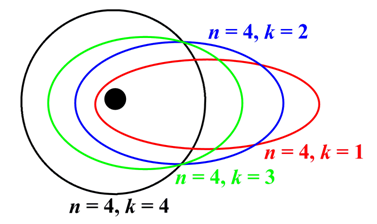 n = 4, k = 2
n = 4, k = 1
n = 4, k = 3
n = 4, k = 4